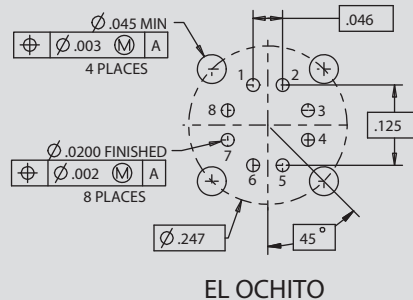 ⌀ .045 MIN
⌖ ⌀ .003 Ⓜ A
4 PLACES
.046
1 2
8 3
.125
7 4
6 5
⌀ .0200 FINISHED
⌖ ⌀ .002 Ⓜ A
8 PLACES
⌀ .247
45°
EL OCHITO